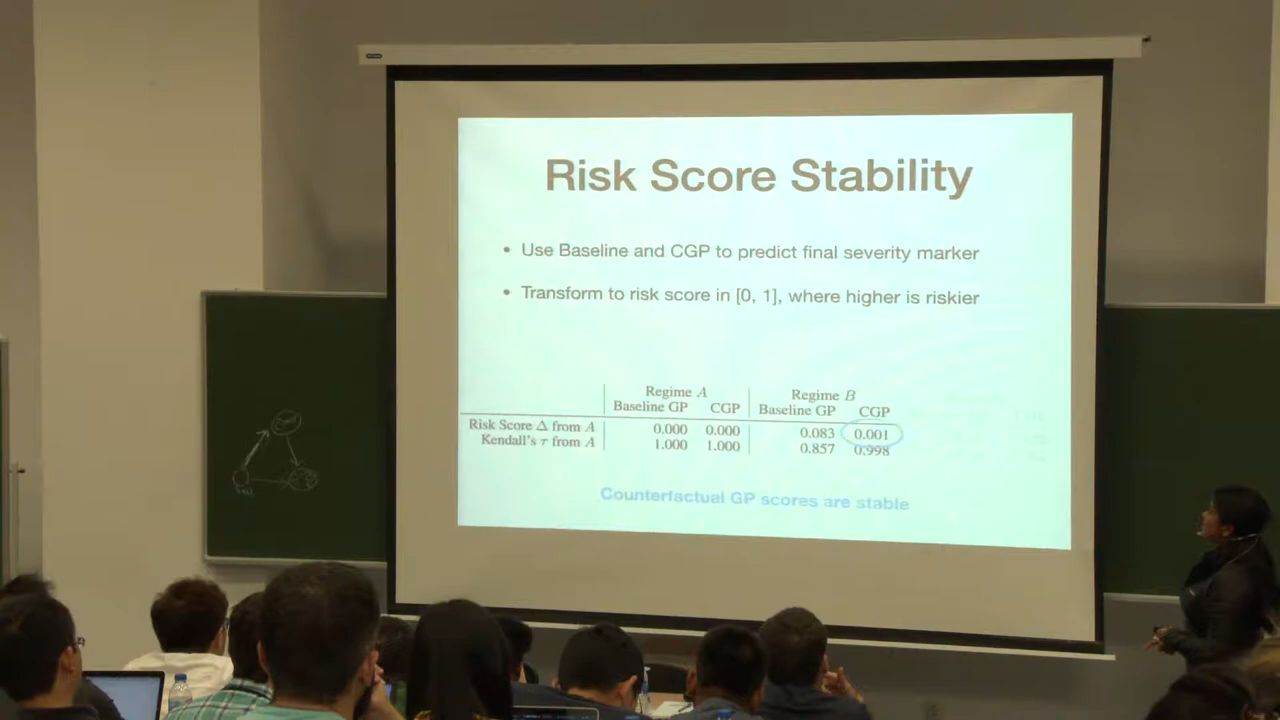 Risk Score Stability
• Use Baseline and CGP to predict final severity marker
• Transform to risk score in [0, 1], where higher is riskier
Regime A Regime B
Baseline GP CGP Baseline GP CGP
Risk Score Δ from A 0.000 0.000 0.083 0.001
Kendall's τ from A 1.000 1.000 0.857 0.998
Counterfactual GP scores are stable